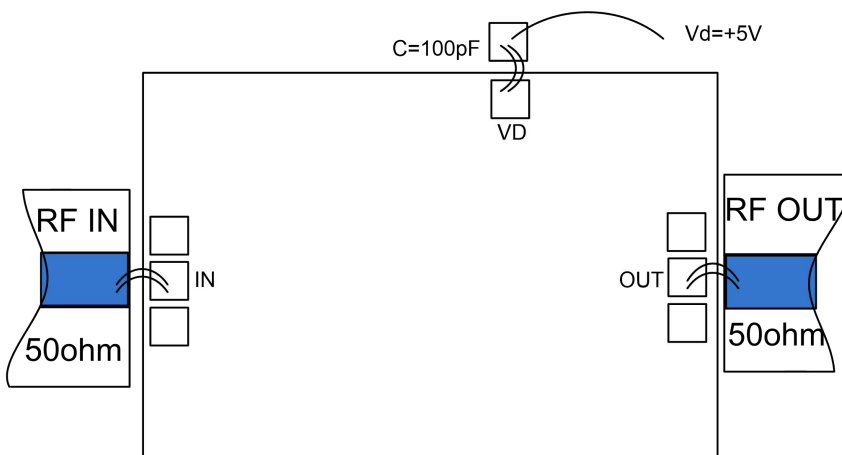 Vd=+5V
C=100pF
VD
RF IN
RF OUT
IN
OUT
50ohm
50ohm